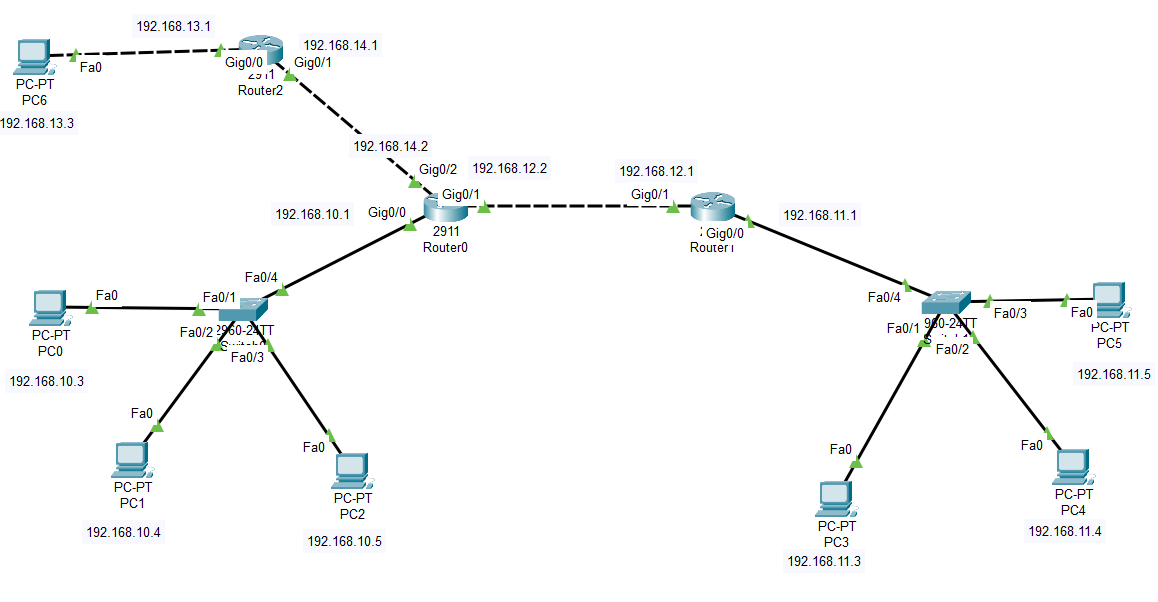 192.168.13.1
192.168.14.1
Gig0/0
Gig0/1
Fa0
2911
Router2
PC-PT
PC6
192.168.13.3
192.168.14.2
Gig0/2
192.168.12.2
192.168.12.1
Gig0/1
Gig0/1
192.168.10.1
Gig0/0
192.168.11.1
2911
Router0
Gig0/0
Router1
Fa0/4
Fa0
Fa0/1
Fa0/4
Fa0/2
Fa0/3
PC-PT
PC0
192.168.10.3
Fa0/1
Fa0/3
Fa0
Fa0/2
PC-PT
PC5
192.168.11.5
Fa0
Fa0
Fa0
Fa0
PC-PT
PC1
192.168.10.4
PC-PT
PC2
192.168.10.5
PC-PT
PC3
192.168.11.3
PC-PT
PC4
192.168.11.4